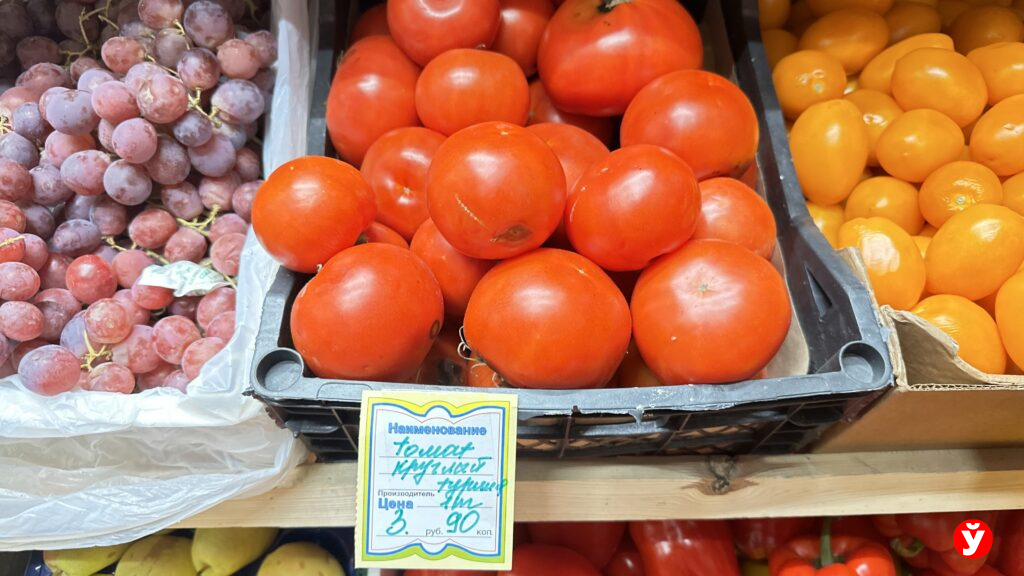 Наименование
томат
круглый
турция
Производитель
Цена 1кг
3. руб. 90 коп.
Ў